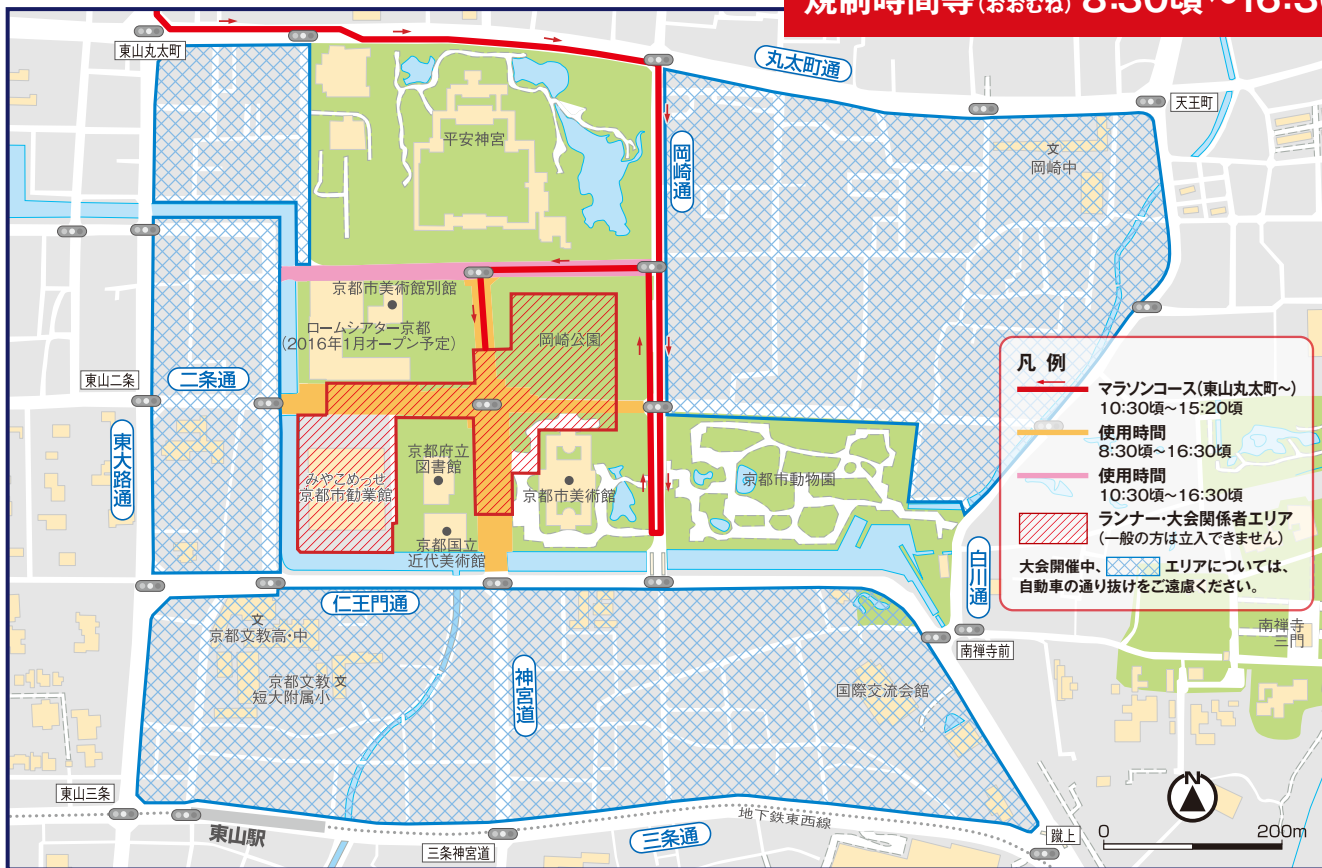 規制時間等(おおむね) 8:30頃~16:30
東山丸太町
丸太町通
天王町
平安神宮
岡崎通
文
岡崎中
京都市美術館別館
ロームシアター京都
(2016年1月オープン予定)
岡崎公園
東山二条
二条通
東大路通
みやこめっせ
京都市勧業館
京都府立
図書館
京都市美術館
京都市動物園
京都国立
近代美術館
凡 例
マラソンコース(東山丸太町~)
10:30頃~15:20頃
使用時間
8:30頃~16:30頃
使用時間
10:30頃~16:30頃
ランナー・大会関係者エリア
(一般の方は立入できません)
大会開催中、 エリアについては、
自動車の通り抜けをご遠慮ください。
白川通
仁王門通
南禅寺前
南禅寺
三門
文
京都文教高・中
京都文教 文
短大附属小
神宮道
国際交流会館
東山三条
東山駅
三条神宮道
三条通
地下鉄東西線
蹴上
N
0 200m